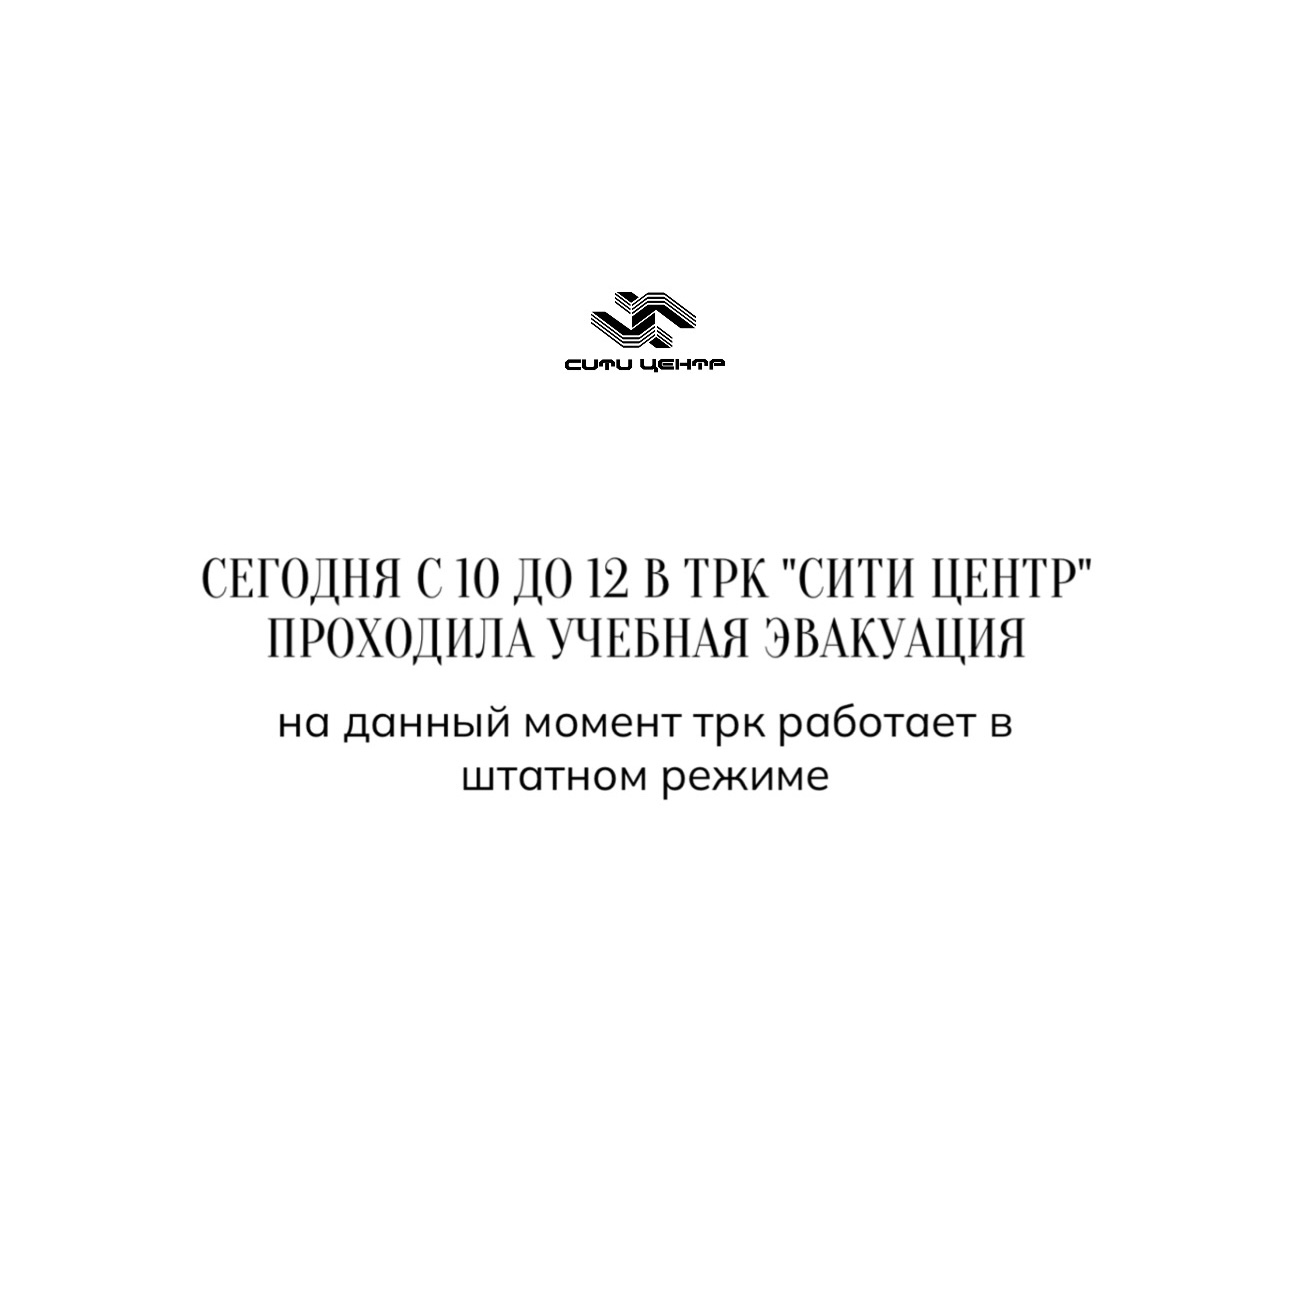 СИТИ ЦЕНТР
СЕГОДНЯ С 10 ДО 12 В ТРК "СИТИ ЦЕНТР"
ПРОХОДИЛА УЧЕБНАЯ ЭВАКУАЦИЯ
на данный момент трк работает в
штатном режиме